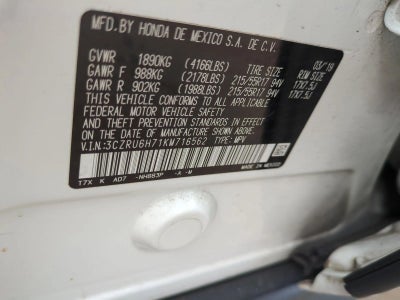 MFD.BY HONDA DE MEXICO S.A. DE C.V.
03/19
GVWR 1890KG (4166LBS) TIRE SIZE RIM SIZE
GAWR F 988KG (2178LBS) 215/55R17 94V 17X7.5J
GAWR R 902KG (1988LBS) 215/55R17 94V 17X7.5J
THIS VEHICLE CONFORMS TO ALL APPLICABLE
FEDERAL MOTOR VEHICLE SAFETY AND THEFT
PREVENTION STANDARDS IN EFFECT ON THE
DATE OF MANUFACTURE SHOWN ABOVE.
V.I.N.:3CZRU6H71KM716562 TYPE: MPV
T7X K AD7 -NH883P -A -M
MADE IN MEXICO